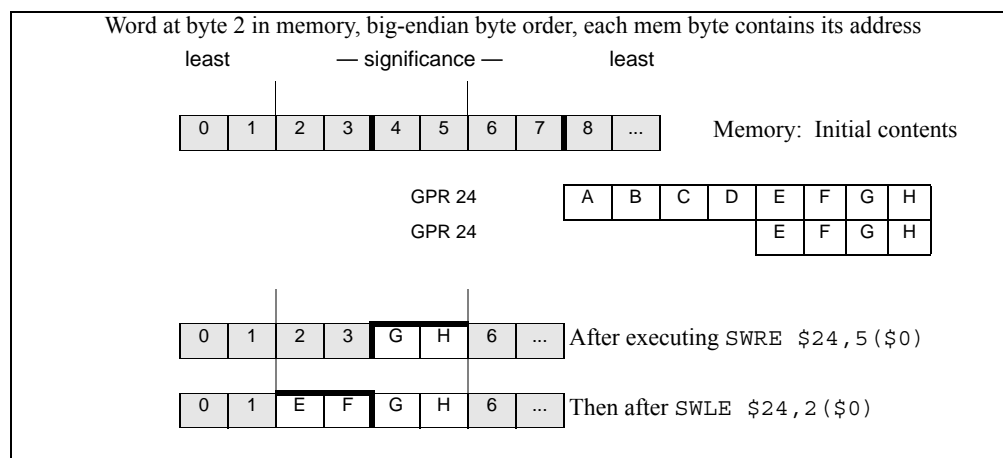 Word at byte 2 in memory, big-endian byte order, each mem byte contains its address
least — significance — least
0 1 2 3 4 5 6 7 8 ... Memory: Initial contents
GPR 24 A B C D E F G H
GPR 24 E F G H
0 1 2 3 G H 6 ... After executing SWRE $24,5($0)
0 1 E F G H 6 ... Then after SWLE $24,2($0)